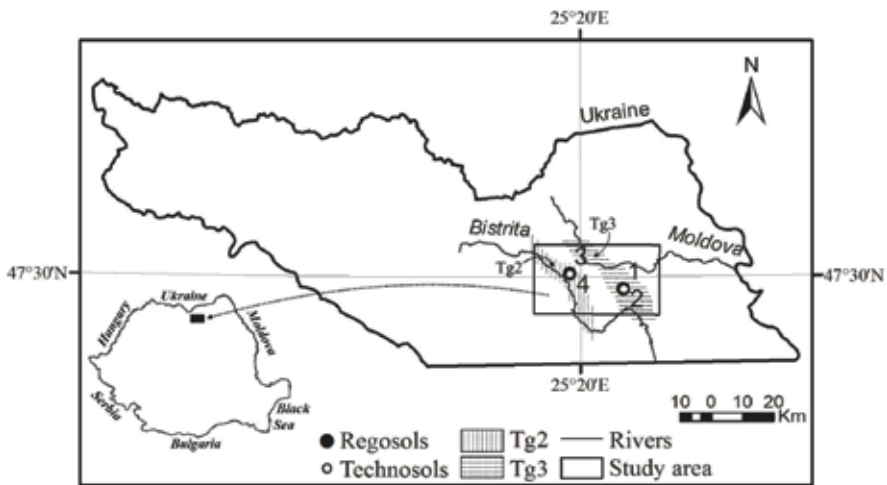 25°20'E
N
Ukraine
Bistrita
Tg3
Moldova
3
Tg2
1
47°30'N
47°30'N
4
2
Ukraine
Hungary
Moldova
Serbia
Black
Sea
Bulgaria
25°20'E
10 0 10 20
Km
Regosols Tg2 Rivers
Technosols Tg3 Study area